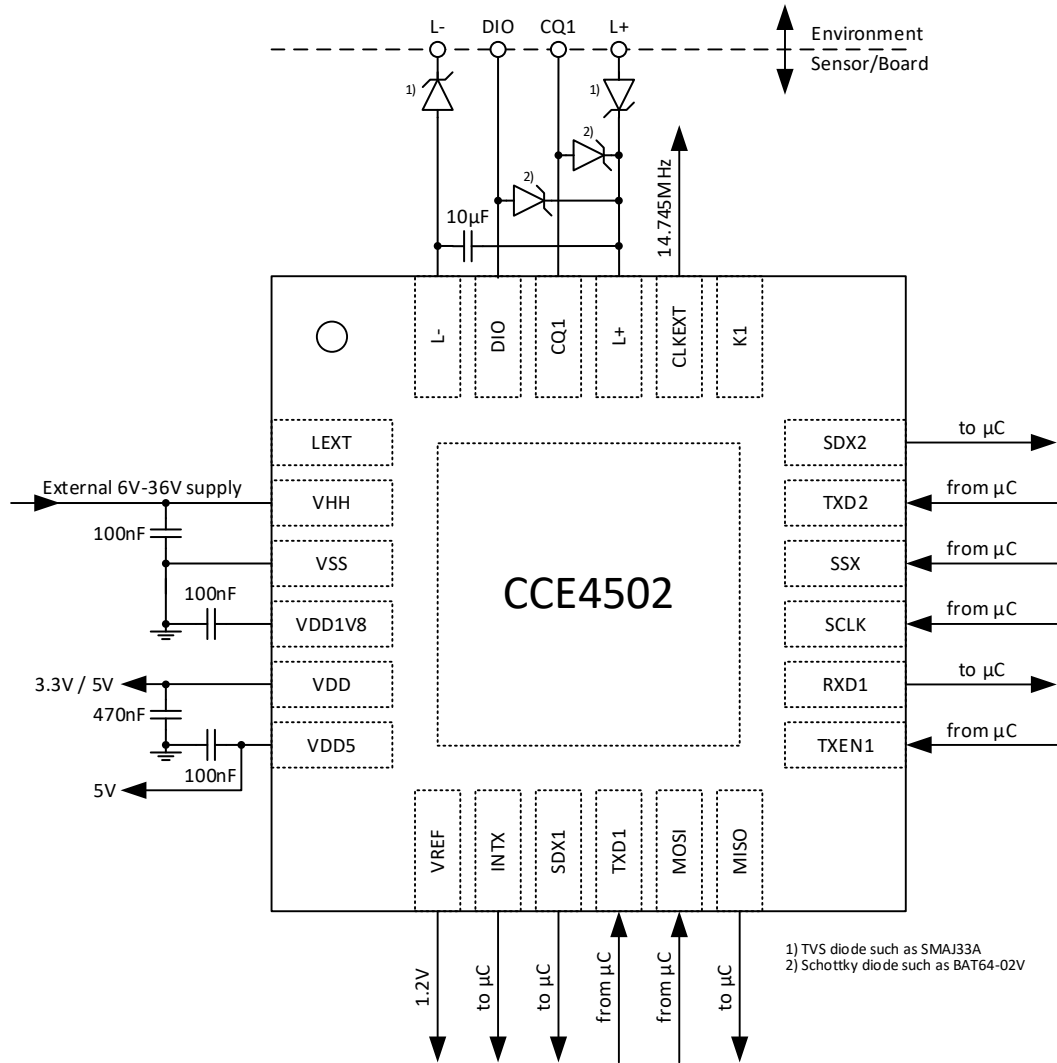 L- DIO CQ1 L+
Environment
Sensor/Board
1)
1)
2)
2)
10µF
14.745MHz
L-
DIO
CQ1
L+
CLKEXT
K1
LEXT
External 6V-36V supply
VHH
100nF
VSS
100nF
VDD1V8
3.3V / 5V
VDD
470nF
VDD5
100nF
5V
CCE4502
SDX2
to µC
TXD2
from µC
SSX
from µC
SCLK
from µC
RXD1
to µC
TXEN1
from µC
VREF
INTX
SDX1
TXD1
MOSI
MISO
1.2V
to µC
to µC
from µC
from µC
to µC
1) TVS diode such as SMAJ33A
2) Schottky diode such as BAT64-02V